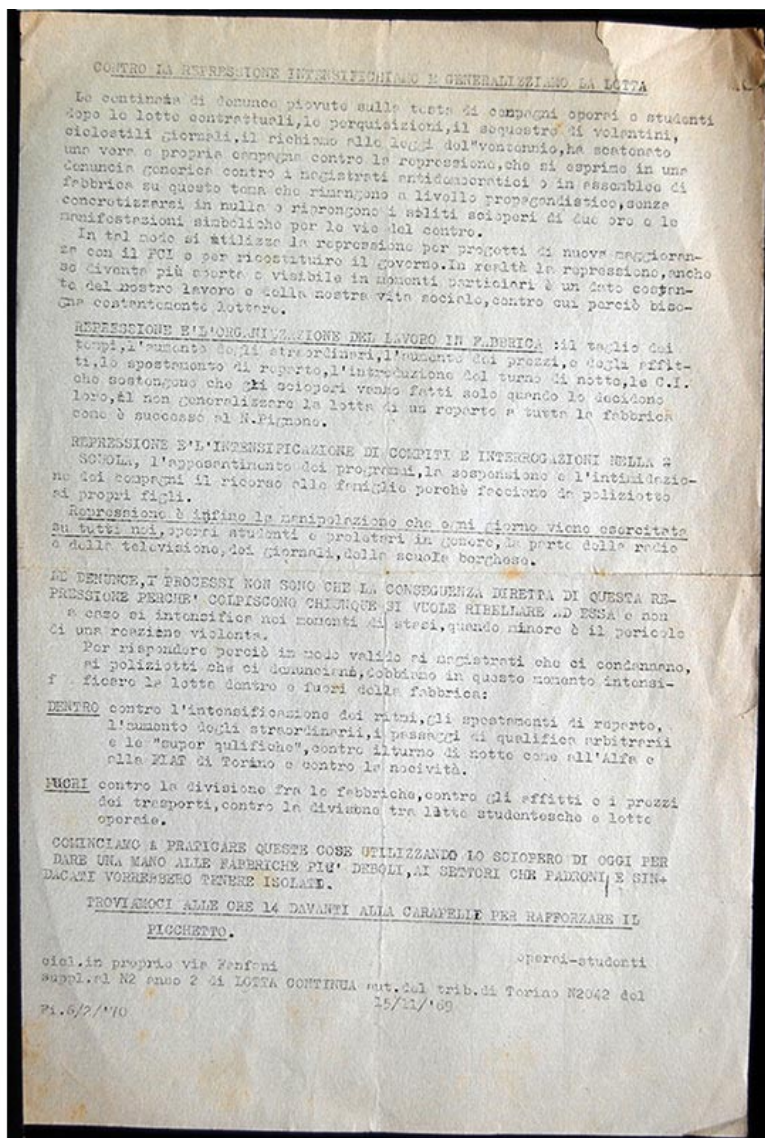 CONTRO LA REPRESSIONE INTENSIFICHIAMO E GENERALIZZIAMO LA LOTTA
Le centinaia di denunce piovute sulla testa di compagni operai e studenti
dopo le lotte contrattuali,le perquisizioni,il sequestro di volantini,
ciclostili giornali,il richiamo alle leggi del"ventennio,ha scatenato
una vera e propria campagna contro la repressione,che si esprime in una
denuncia generica contro i magistrati antidemocratici o in assemblee di
fabbrica su questo tema che rimangono a livello propagandistico,senza
concretizzarsi in nulla o riprengono i sbliti scioperi di due ore o le
manifestazioni simboliche per le vie del centro.
In tal modo si utilizza la repressione per progetti di nuova maggioran-
za con il PCI e per ricostituire il governo.In realtà la repressione,anche
se diventa più aperta e visibile in momenti particiari è un dato costan-
te del nostro lavoro e della nostra vita sociale,contro cui perciò biso-
gna costantemente lottare.
REPRESSIONE E'L'ORGANIZZAZIONE DEL LAVORO IN FABBRICA :il taglio dei
tempi,l'aumento degli straordinari,l'aumento dei prezzi,e degli affit-
ti,lo spostamento di reparto,l'introduzione del turno di notte,le C.I.
che sostengono che gli scioperi vanno fatti solo quando lo decidono
loro,il non generalizzare la lotta di un reparto a tutta la fabbrica
come è successo al N.Pignone.
REPRESSIONE E'L'INTENSIFICAZIONE DI COMPITI E INTERROGAZIONI NELLA S
SCUOLA, l'appesantimento dei programmi,la sospensione e l'intimidazio-
ne dei compagni il ricorso alle famiglie perchè facciano da poliziotto
ai propri figli.
Repressione è infine la manipolazione che ogni giorno viene esercitata
su tutti noi,operai studenti e proletari in genere,da parte della radio
e della televisione,dei giornali,della scuola borghese.
LE DENUNCE,I PROCESSI NON SONO CHE LA CONSEGUENZA DIRETTA DI QUESTA RE-
PRESSIONE PERCHE' COLPISCONO CHIUNQUE SI VUOLE RIBELLARE AD ESSA e non
a caso si intensifica nei momenti di stasi,quando minore è il pericolo
di una reazione violenta.
Per rispondere perciò in modo valido ai magistrati che ci condannano,
ai poliziotti che ci denunciano,dobbiamo in questo momento intensi-
ficare la lotta dentro e fuori della fabbrica:
DENTRO contro l'intensificazione dei ritmi,gli spostamenti di reparto,
l'aumento degli straordinarii,i passaggi di qualifica arbitrarii
e le "super qulifiche",contro ilturno di notte come all'Alfa e
alla FIAT di Torino e contro la nocività.
FUORI contro la divisione fra le fabbriche,contro gli affitti e i prezzi
dei trasporti,contro la divisone tra lotte studentesche e lotte
operaie.
COMINCIAMO A PRATICARE QUESTE COSE UTILIZZANDO LO SCIOPERO DI OGGI PER
DARE UNA MANO ALLE FABBRICHE PIU' DEBOLI,AI SETTORI CHE PADRONI E SIN-
DACATI VORREBBERO TENERE ISOLATI.
TROVIAMOCI ALLE ORE 14 DAVANTI ALLA CARAPELLI PER RAFFORZARE IL
PICCHETTO.
operai-studenti
cicl.in proprio via Fanfani
suppl.al N2 anno 2 di LOTTA CONTINUA aut.del trib.di Torino N2042 del
15/11/'69
Fi.6/2/'70